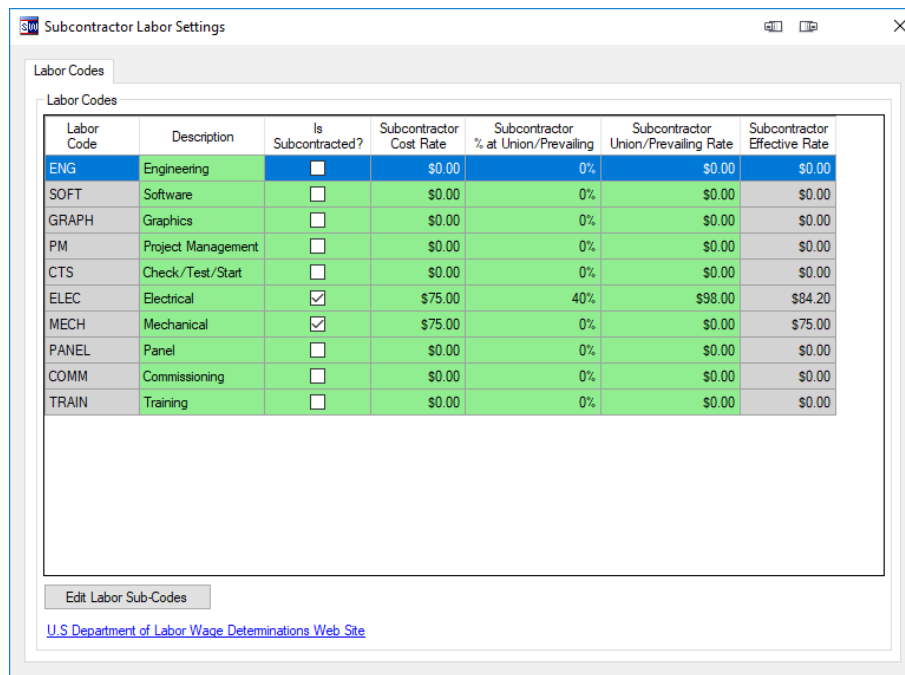 SW Subcontractor Labor Settings
Labor Codes
Labor Codes
Labor Code Description Is Subcontracted? Subcontractor Cost Rate Subcontractor % at Union/Prevailing Subcontractor Union/Prevailing Rate Subcontractor Effective Rate
ENG Engineering $0.00 0% $0.00 $0.00
SOFT Software $0.00 0% $0.00 $0.00
GRAPH Graphics $0.00 0% $0.00 $0.00
PM Project Management $0.00 0% $0.00 $0.00
CTS Check/Test/Start $0.00 0% $0.00 $0.00
ELEC Electrical $75.00 40% $98.00 $84.20
MECH Mechanical $75.00 0% $0.00 $75.00
PANEL Panel $0.00 0% $0.00 $0.00
COMM Commissioning $0.00 0% $0.00 $0.00
TRAIN Training $0.00 0% $0.00 $0.00
Edit Labor Sub-Codes
U.S Department of Labor Wage Determinations Web Site